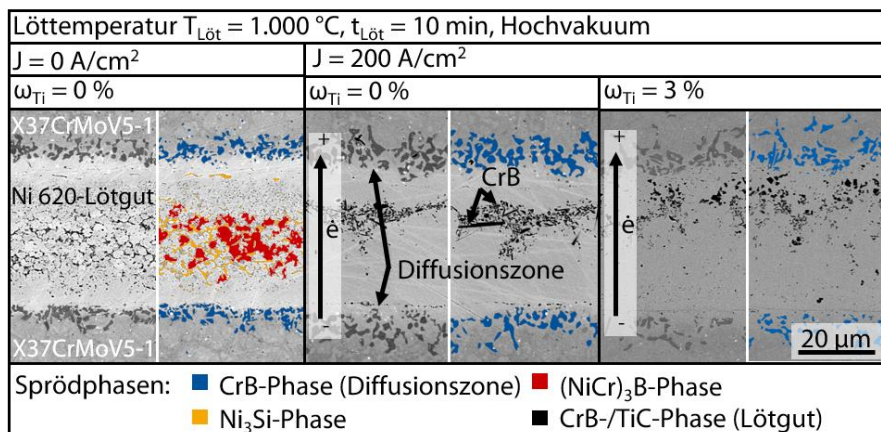 Löttemperatur T_Löt = 1.000 °C, t_Löt = 10 min, Hochvakuum
J = 0 A/cm² J = 200 A/cm²
ω_Ti = 0 % ω_Ti = 0 % ω_Ti = 3 %
X37CrMoV5-1 + +
CrB
Ni 620-Lötgut
ė ė
Diffusionszone
- -
X37CrMoV5-1 20 µm
Sprödphasen: CrB-Phase (Diffusionszone) (NiCr)₃B-Phase
Ni₃Si-Phase CrB-/TiC-Phase (Lötgut)